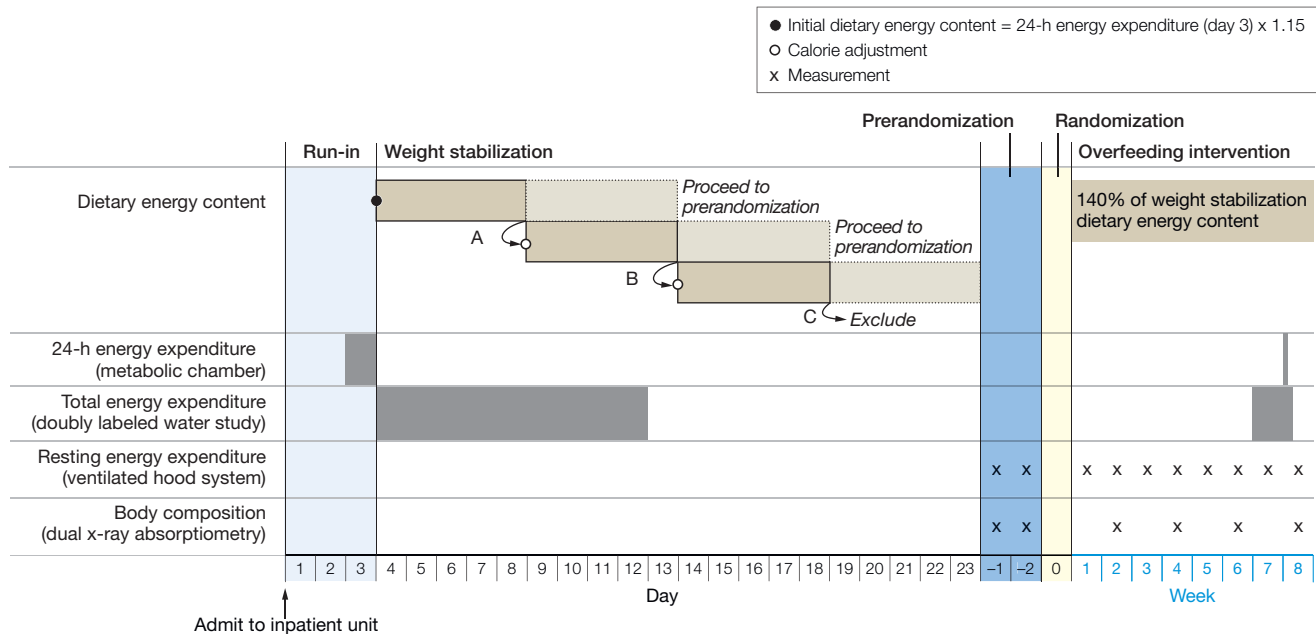 ● Initial dietary energy content = 24-h energy expenditure (day 3) x 1.15
○ Calorie adjustment
x Measurement
Prerandomization
Randomization
Run-in
Weight stabilization
Overfeeding intervention
Dietary energy content
Proceed to
prerandomization
140% of weight stabilization
dietary energy content
A
Proceed to
prerandomization
B
C
Exclude
24-h energy expenditure
(metabolic chamber)
Total energy expenditure
(doubly labeled water study)
Resting energy expenditure
(ventilated hood system)
x x x x x x x x x x
Body composition
(dual x-ray absorptiometry)
x x x x x x
1 2 3 4 5 6 7 8 9 10 11 12 13 14 15 16 17 18 19 20 21 22 23 –1 –2 0 1 2 3 4 5 6 7 8
Day
Week
Admit to inpatient unit